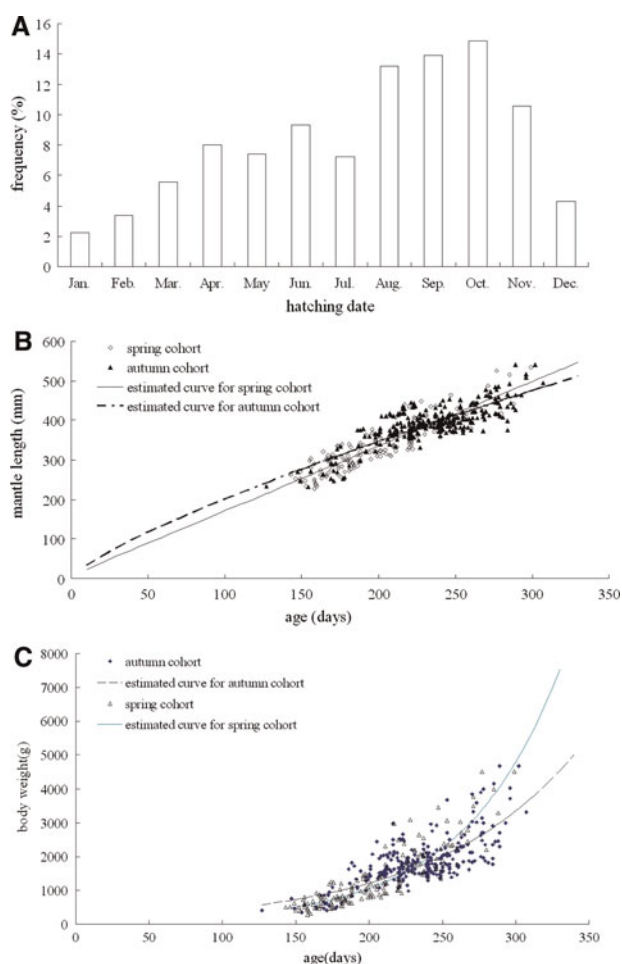 A
16
14
12
10
8
6
4
2
0
frequency (%)
Jan. Feb. Mar. Apr. May Jun. Jul. Aug. Sep. Oct. Nov. Dec.
hatching date
B
600
500
400
300
200
100
0
mantle length (mm)
spring cohort
autumn cohort
estimated curve for spring cohort
estimated curve for autumn cohort
0 50 100 150 200 250 300 350
age (days)
C
8000
7000
6000
5000
4000
3000
2000
1000
0
body weight(g)
autumn cohort
estimated curve for autumn cohort
spring cohort
estimated curve for spring cohort
0 50 100 150 200 250 300 350
age(days)